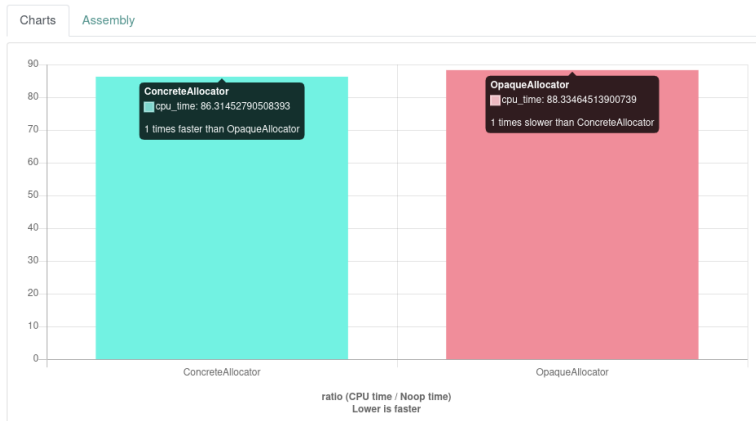 Charts
Assembly
90
80
70
60
50
40
30
20
10
0
ConcreteAllocator
cpu_time: 86.31452790508393
1 times faster than OpaqueAllocator
OpaqueAllocator
cpu_time: 88.33464513900739
1 times slower than ConcreteAllocator
ConcreteAllocator
OpaqueAllocator
ratio (CPU time / Noop time)
Lower is faster